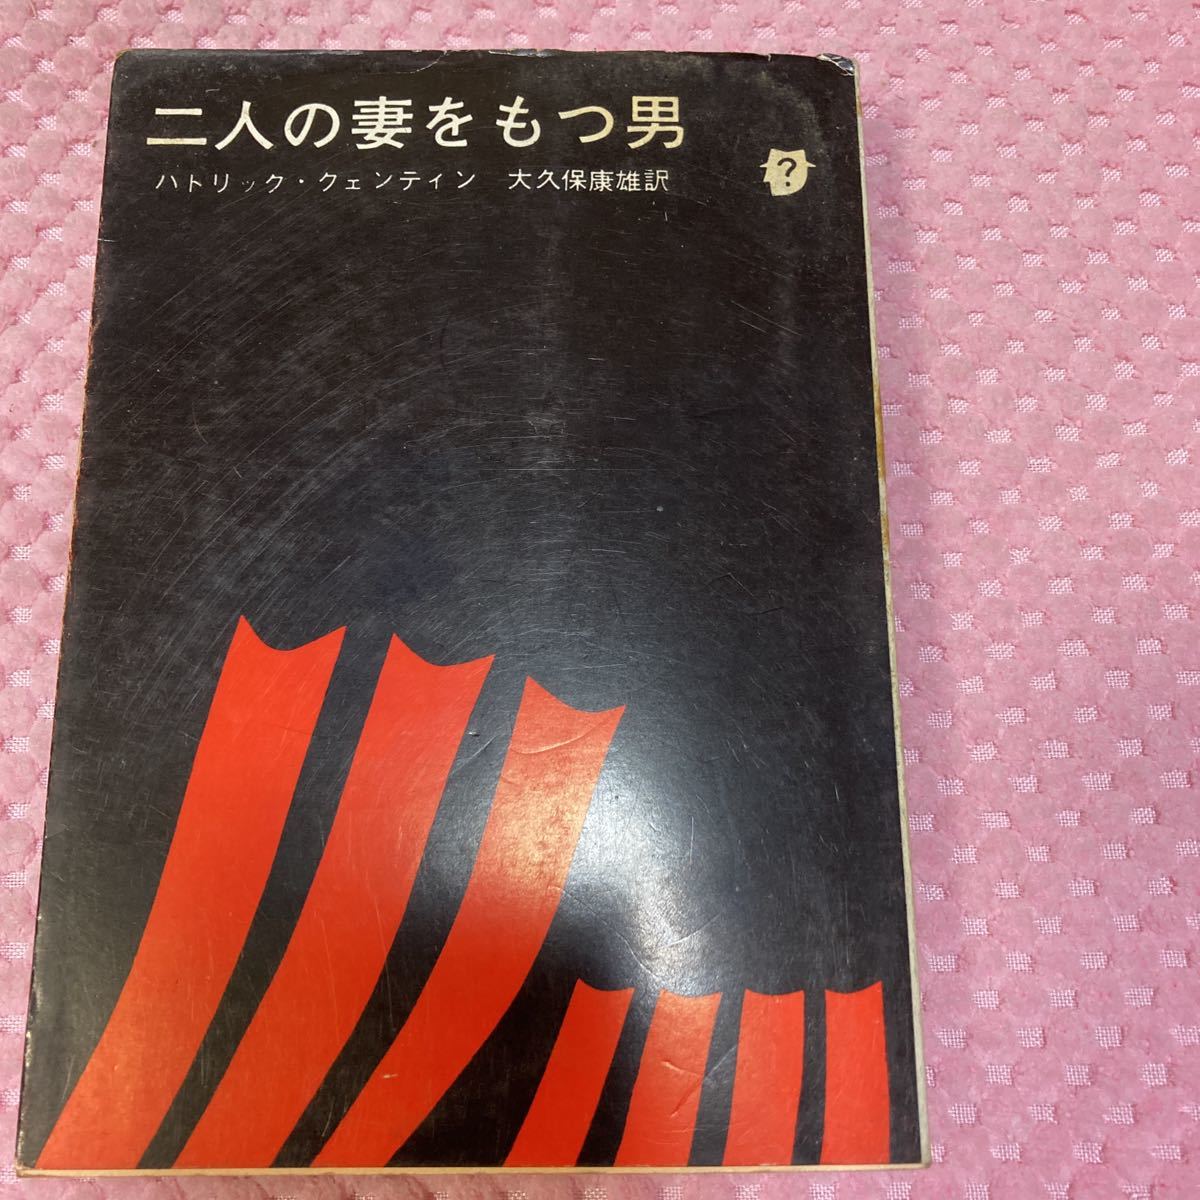 二人の妻をもつ男
パトリック・クェンティン　大久保康雄訳
?